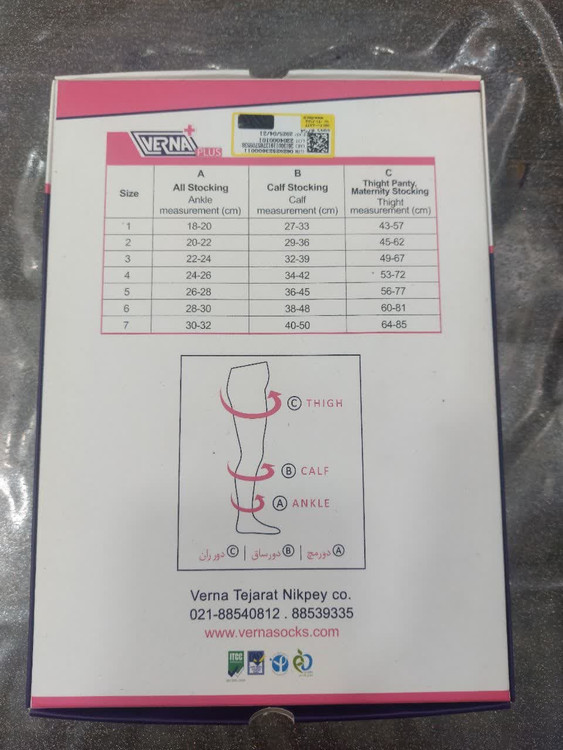 VERNA
PLUS
Size
A
All Stocking
Ankle
measurement (cm)
B
Calf Stocking
Calf
measurement (cm)
C
Thight Panty,
Maternity Stocking
Thight
measurement (cm)
1 18-20 27-33 43-57
2 20-22 29-36 45-62
3 22-24 32-39 49-67
4 24-26 34-42 53-72
5 26-28 36-45 56-77
6 28-30 38-48 60-81
7 30-32 40-50 64-85
C THIGH
B CALF
A ANKLE
A دورمچ | B دورساق | C دور ران
Verna Tejarat Nikpey co.
021-88540812 . 88539335
www.vernasocks.com
ITCC